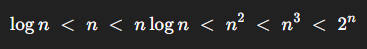 log n < n < n log n < n² < n³ < 2ⁿ